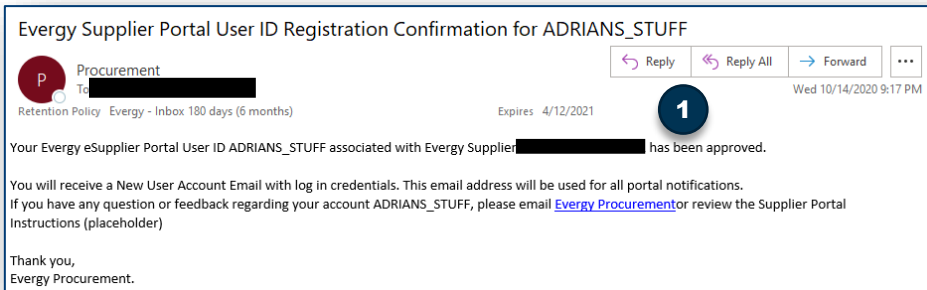 Evergy Supplier Portal User ID Registration Confirmation for ADRIANS_STUFF
P
Procurement
To
Reply
Reply All
Forward
...
Wed 10/14/2020 9:17 PM
Retention Policy Evergy - Inbox 180 days (6 months)
Expires 4/12/2021
1
Your Evergy eSupplier Portal User ID ADRIANS_STUFF associated with Evergy Supplier has been approved.
You will receive a New User Account Email with log in credentials. This email address will be used for all portal notifications.
If you have any question or feedback regarding your account ADRIANS_STUFF, please email Evergy Procurementor review the Supplier Portal
Instructions (placeholder)
Thank you,
Evergy Procurement.